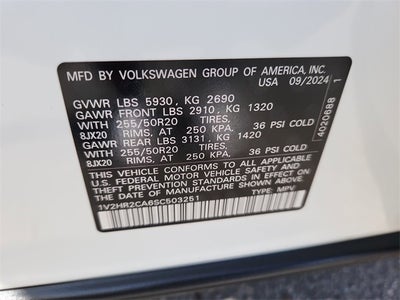 MFD BY VOLKSWAGEN GROUP OF AMERICA, INC.
USA 09/2024 1
GVWR LBS 5930 , KG 2690
GAWR FRONT LBS 2910 , KG 1320
WITH 255/50R20 TIRES,
8JX20 RIMS, AT 250 KPA. 36 PSI COLD
GAWR REAR LBS 3131 , KG 1420
WITH 255/50R20 TIRES,
8JX20 RIMS, AT 250 KPA. 36 PSI COLD
THIS VEHICLE CONFORMS TO ALL APPLICABLE
U.S. FEDERAL MOTOR VEHICLE SAFETY AND
THEFT PREVENTION STANDARDS IN EFFECT ON
THE DATE OF MANUFACTURE SHOWN ABOVE.
1V2HR2CA6SC503251 TYPE: MPV
4020688